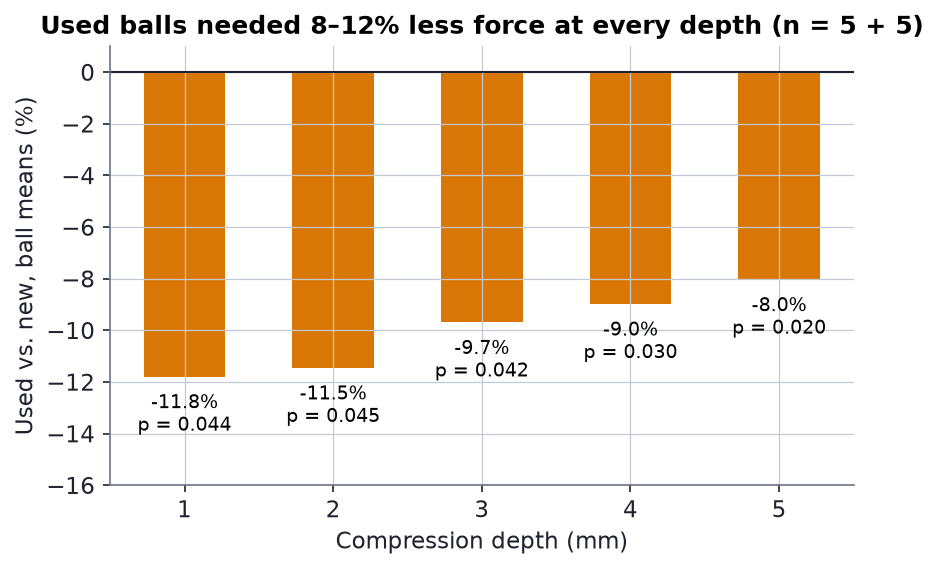 Used balls needed 8–12% less force at every depth (n = 5 + 5)
Used vs. new, ball means (%)
0
−2
−4
−6
−8
−10
−12
−14
−16
-11.8%
p = 0.044
-11.5%
p = 0.045
-9.7%
p = 0.042
-9.0%
p = 0.030
-8.0%
p = 0.020
1 2 3 4 5
Compression depth (mm)